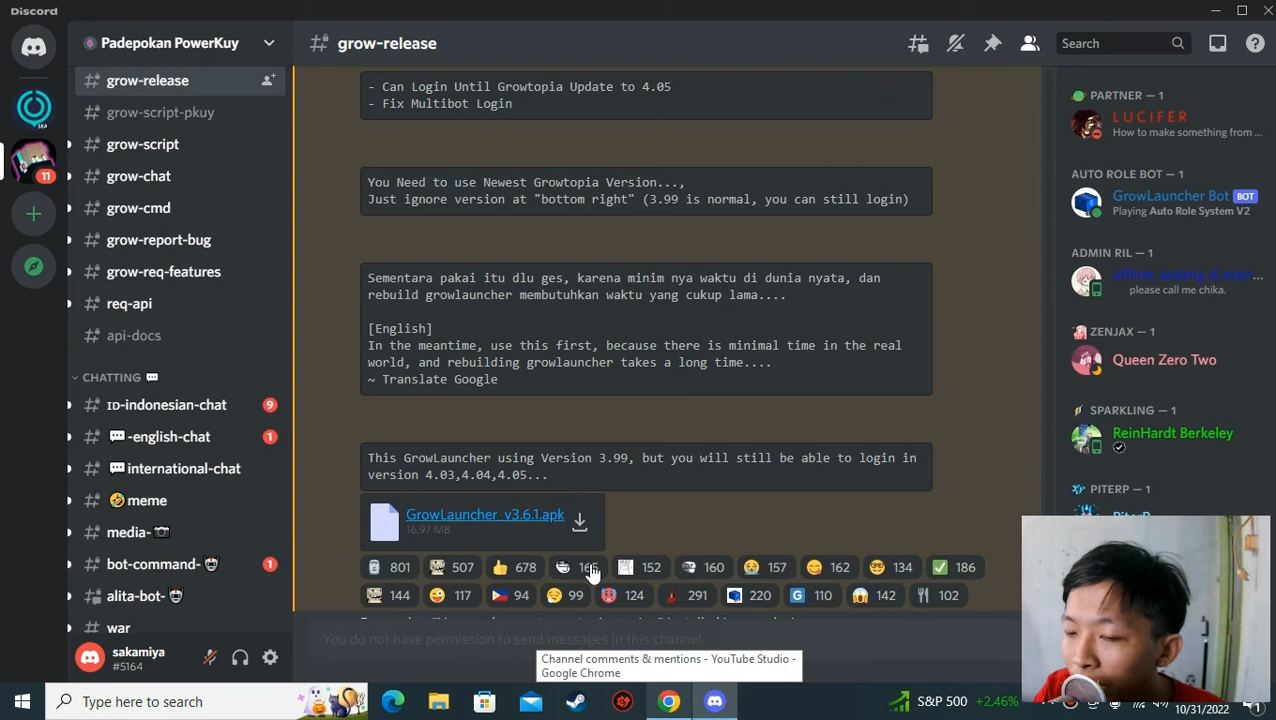 Discord
Padepokan PowerKuy
grow-release
Search
grow-release
grow-script-pkuy
grow-script
grow-chat
grow-cmd
grow-report-bug
grow-req-features
req-api
api-docs
CHATTING
ID-indonesian-chat 9
-english-chat 1
international-chat
meme
media-
bot-command- 1
alita-bot-
war
11
sakamiya
#5164
- Can Login Until Growtopia Update to 4.05
- Fix Multibot Login
You Need to use Newest Growtopia Version...,
Just ignore version at "bottom right" (3.99 is normal, you can still login)
Sementara pakai itu dlu ges, karena minim nya waktu di dunia nyata, dan
rebuild growlauncher membutuhkan waktu yang cukup lama....
[English]
In the meantime, use this first, because there is minimal time in the real
world, and rebuilding growlauncher takes a long time....
~ Translate Google
This GrowLauncher using Version 3.99, but you will still be able to login in
version 4.03,4.04,4.05...
GrowLauncher_v3.6.1.apk
16.97 MB
801 507 678 152 160 157 162 134 186
144 117 94 99 124 291 220 110 142 102
You do not have permission to send messages in this channel.
Channel comments & mentions - YouTube Studio -
Google Chrome
PARTNER — 1
LUCIFER
How to make something from ...
AUTO ROLE BOT — 1
GrowLauncher Bot BOT
Playing Auto Role System V2
ADMIN RIL — 1
please call me chika.
ZENJAX — 1
Queen Zero Two
SPARKLING — 1
ReinHardt Berkeley
PITERP — 1
PiterP
Type here to search
S&P 500 +2,46%
10/31/2022
1